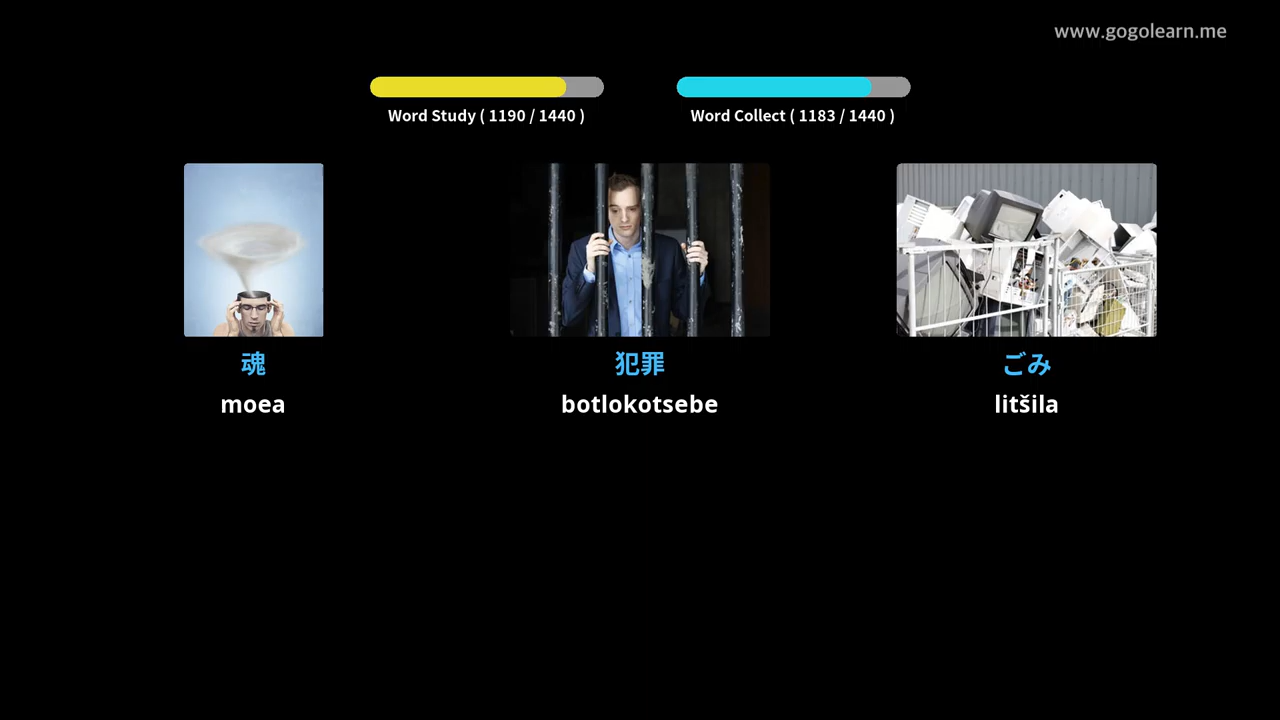 www.gogolearn.me
Word Study ( 1190 / 1440 )
Word Collect ( 1183 / 1440 )
魂
moea
犯罪
botlokotsebe
ごみ
litšila